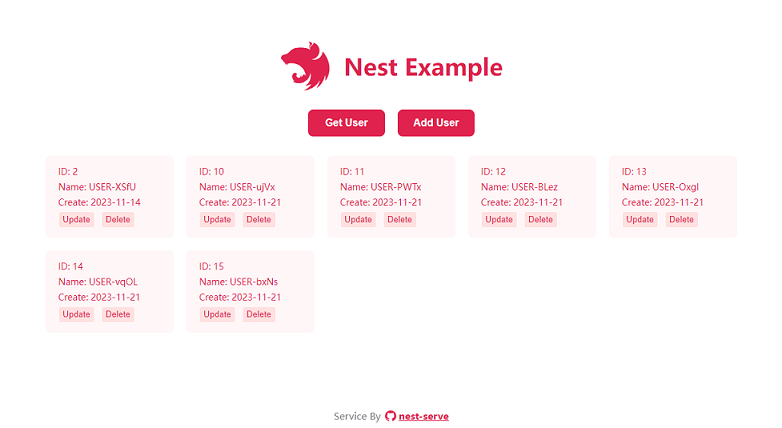 Nest Example
Get User
Add User
ID: 2
Name: USER-XSfU
Create: 2023-11-14
Update Delete
ID: 10
Name: USER-ujVx
Create: 2023-11-21
Update Delete
ID: 11
Name: USER-PWTx
Create: 2023-11-21
Update Delete
ID: 12
Name: USER-BLez
Create: 2023-11-21
Update Delete
ID: 13
Name: USER-OxgI
Create: 2023-11-21
Update Delete
ID: 14
Name: USER-vqOL
Create: 2023-11-21
Update Delete
ID: 15
Name: USER-bxNs
Create: 2023-11-21
Update Delete
Service By nest-serve